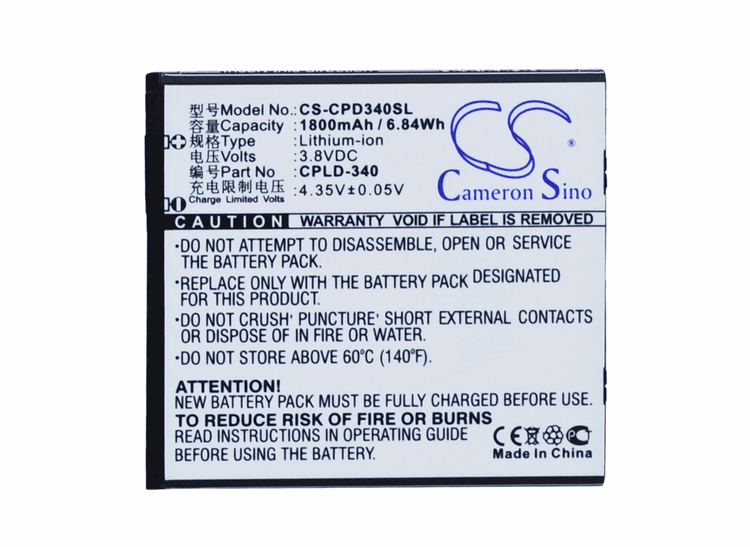 型号Model No.: CS-CPD340SL
容量Capacity: 1800mAh / 6.84Wh
规格Type: Lithium-ion
电压Volts: 3.8VDC
编号Part No: CPLD-340
充电限制电压: 4.35V±0.05V
Charge Limited Volts
CS
®
Cameron Sino
CAUTION WARRANTY VOID IF LABEL IS REMOVED
•DO NOT ATTEMPT TO DISASSEMBLE, OPEN OR SERVICE
THE BATTERY PACK.
•REPLACE ONLY WITH THE BATTERY PACK DESIGNATED
FOR THIS PRODUCT.
•DO NOT CRUSH' PUNCTURE' SHORT EXTERNAL CONTACTS
OR DISPOSE OF IN FIRE OR WATER.
•DO NOT STORE ABOVE 60°C (140°F).
ATTENTION!
NEW BATTERY PACK MUST BE FULLY CHARGED BEFORE USE
TO REDUCE RISK OF FIRE OR BURNS
READ INSTRUCTIONS IN OPERATING GUIDE
BEFORE USE.
CE
Made In China